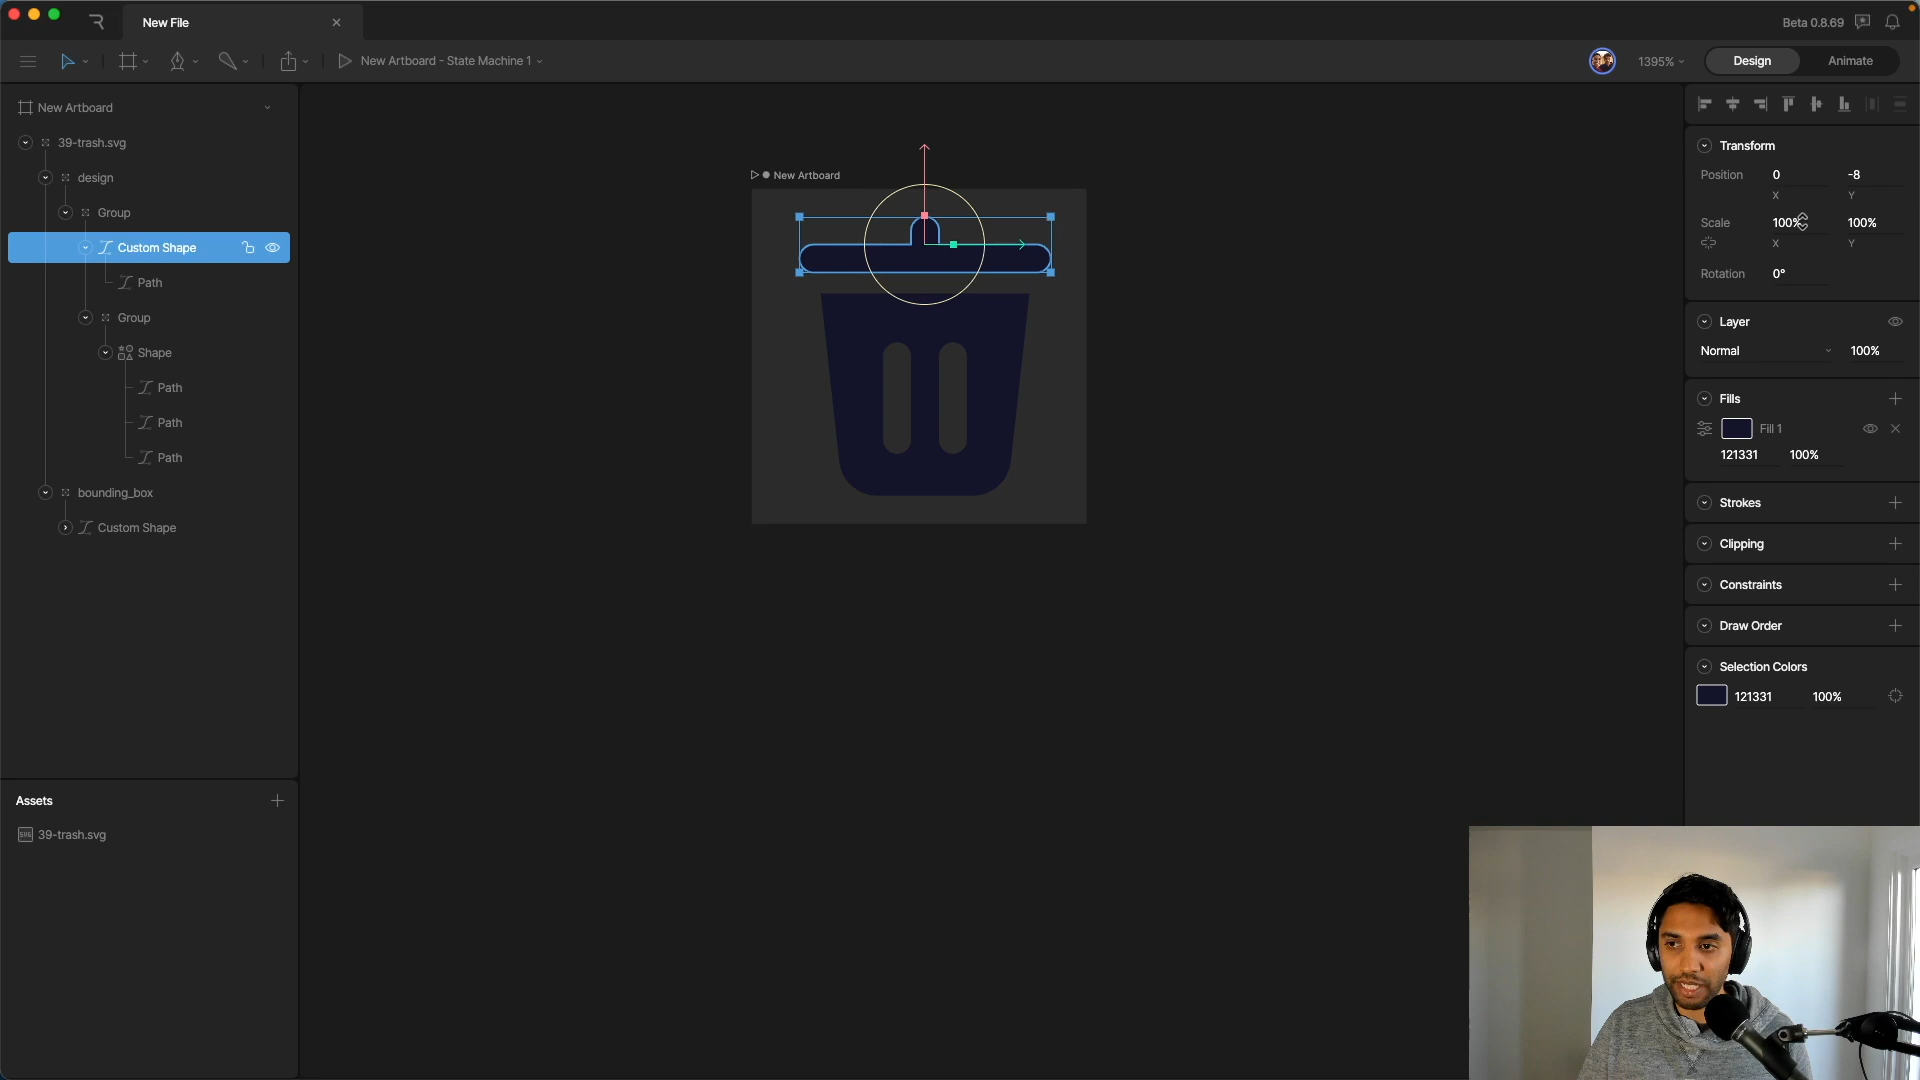 New File
Beta 0.8.69
New Artboard - State Machine 1
1395%
Design
Animate
New Artboard
39-trash.svg
design
Group
Custom Shape
Path
Group
Shape
Path
Path
Path
bounding_box
Custom Shape
Assets
SVG
39-trash.svg
New Artboard
Transform
Position
0
-8
X
Y
Scale
100%
100%
X
Y
Rotation
0°
Layer
Normal
100%
Fills
Fill 1
121331
100%
Strokes
Clipping
Constraints
Draw Order
Selection Colors
121331
100%